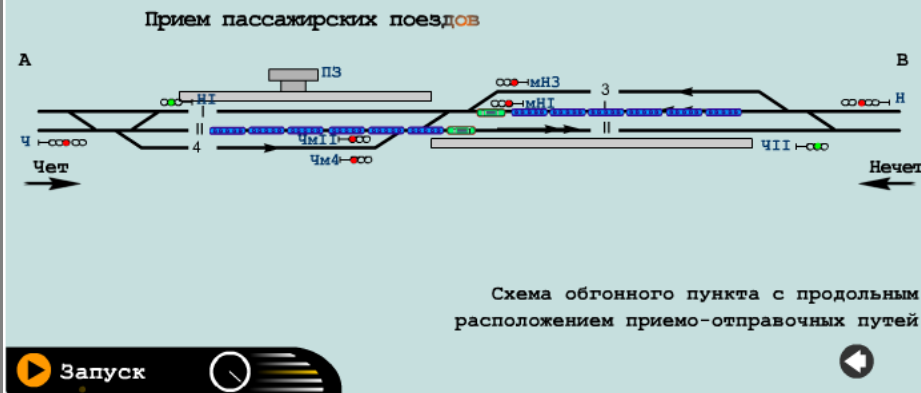 Прием пассажирских поездов
А
В
ПЗ
НI
мН3
3
Н
мНI
I
II
II
Ч
ЧмII
ЧII
4
Чм4
Чет
Нечет
Схема обгонного пункта с продольным
расположением приемо-отправочных путей
Запуск